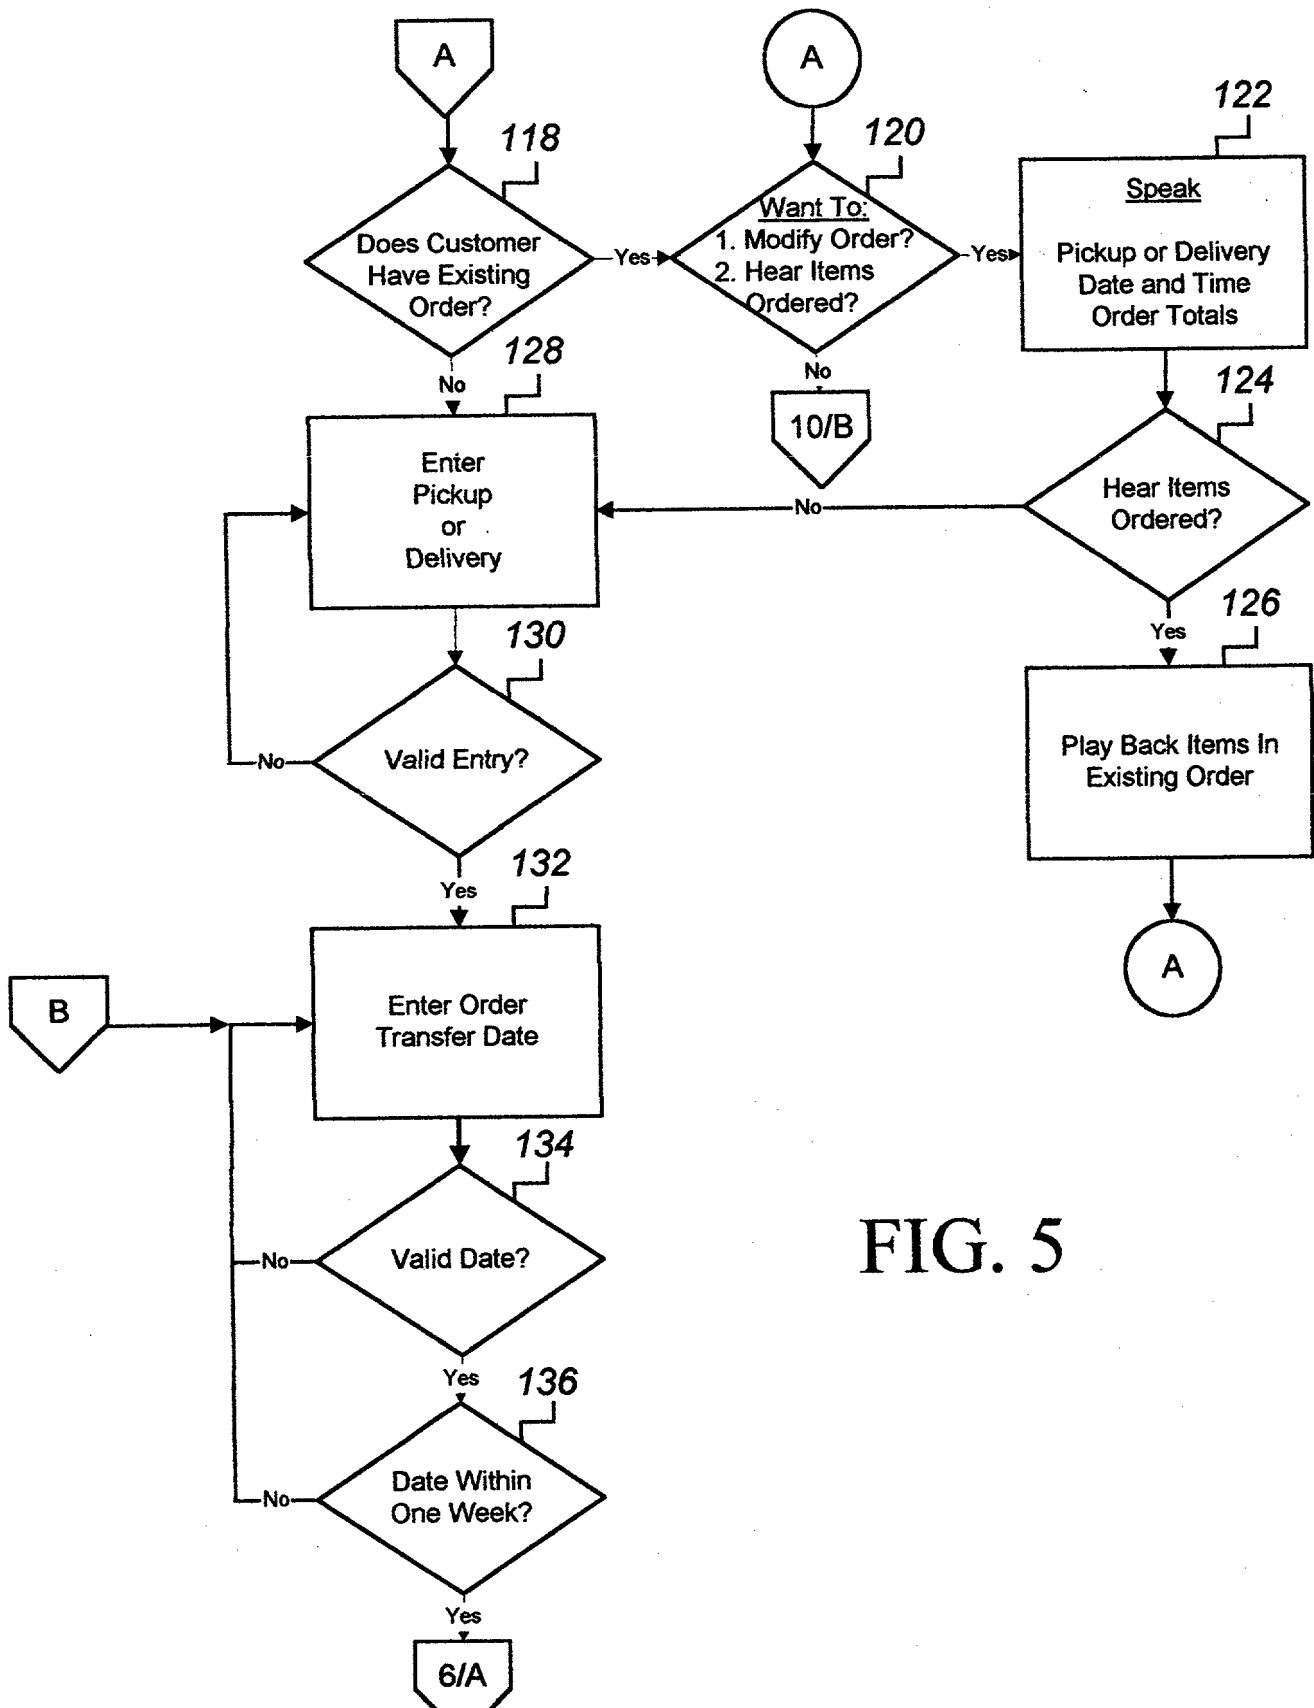 A
A
118
120
122
Does Customer
Have Existing
Order?
Yes
Want To:
1. Modify Order?
2. Hear Items
Ordered?
Yes
Speak
Pickup or Delivery
Date and Time
Order Totals
No
128
No
10/B
124
Enter
Pickup
or
Delivery
No
Hear Items
Ordered?
130
Yes
126
No
Valid Entry?
Play Back Items In
Existing Order
Yes
132
A
B
Enter Order
Transfer Date
134
No
Valid Date?
FIG. 5
Yes
136
No
Date Within
One Week?
Yes
6/A